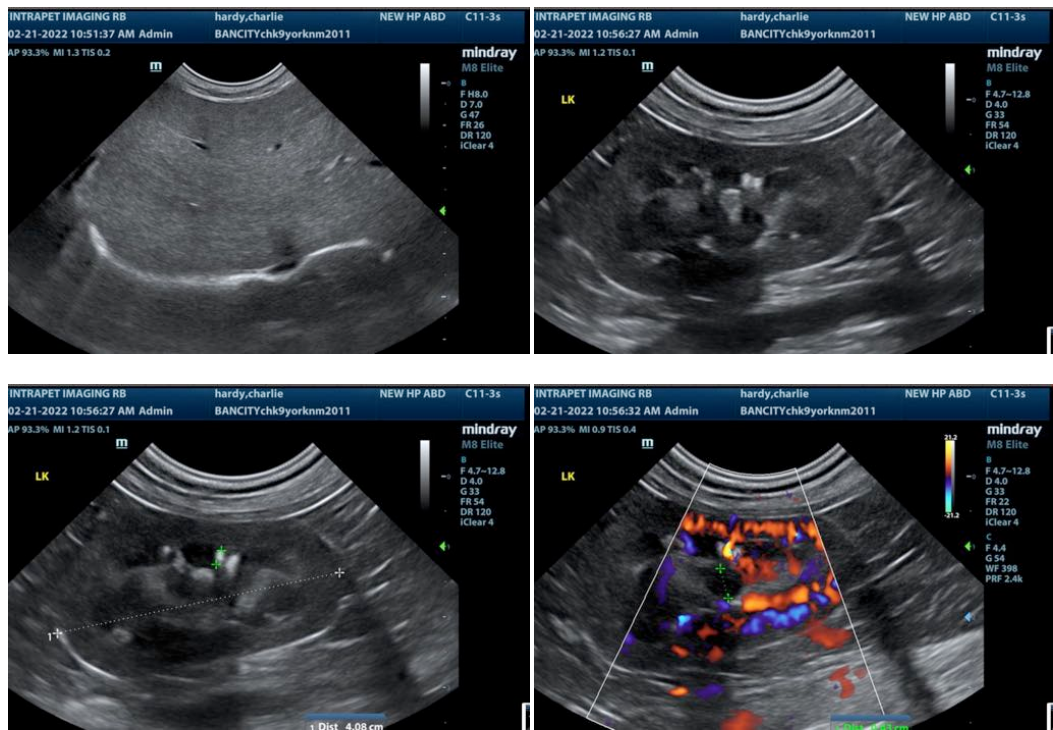 INTRAPET IMAGING RB hardy,charlie NEW HP ABD C11-3s
02-21-2022 10:51:37 AM Admin BANCITYchk9yorknm2011
AP 93.3% MI 1.3 TIS 0.2
m
mindray
M8 Elite
B
F H8.0
D 7.0
G 47
FR 26
DR 120
iClear 4
INTRAPET IMAGING RB hardy,charlie NEW HP ABD C11-3s
02-21-2022 10:56:27 AM Admin BANCITYchk9yorknm2011
AP 93.3% MI 1.2 TIS 0.1
m
mindray
M8 Elite
LK
B
F 4.7~12.8
D 4.0
G 33
FR 54
DR 120
iClear 4
INTRAPET IMAGING RB hardy,charlie NEW HP ABD C11-3s
02-21-2022 10:56:27 AM Admin BANCITYchk9yorknm2011
AP 93.3% MI 1.2 TIS 0.1
m
mindray
M8 Elite
LK
B
F 4.7~12.8
D 4.0
G 33
FR 54
DR 120
iClear 4
1
1 Dist 4.08 cm
INTRAPET IMAGING RB hardy,charlie NEW HP ABD C11-3s
02-21-2022 10:56:32 AM Admin BANCITYchk9yorknm2011
AP 93.3% MI 0.9 TIS 0.4
m
21.2
mindray
M8 Elite
LK
B
F 4.7~12.8
D 4.0
G 33
FR 22
DR 120
iClear 4
-21.2
C
F 4.4
G 54
WF 398
PRF 2.4k